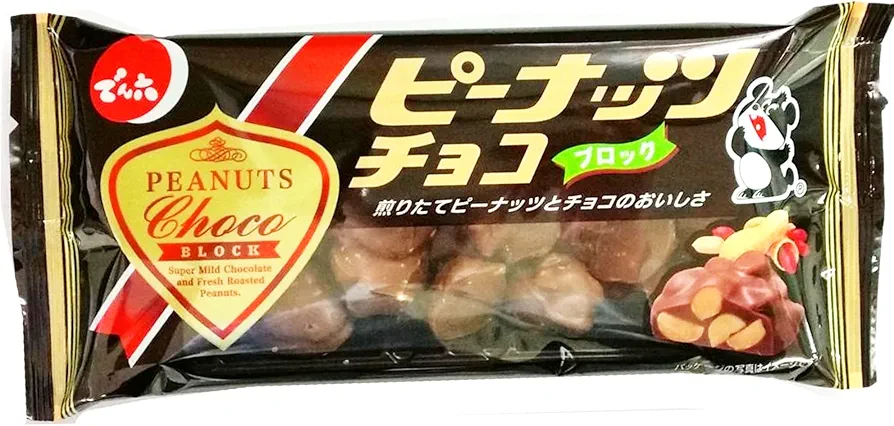 でん六
PEANUTS
Choco
BLOCK
Super Mild Chocolate
and Fresh Roasted
Peanuts.
ピーナッツ
チョコ
ブロック
煎りたてピーナッツとチョコのおいしさ
パッケージの写真はイメージで